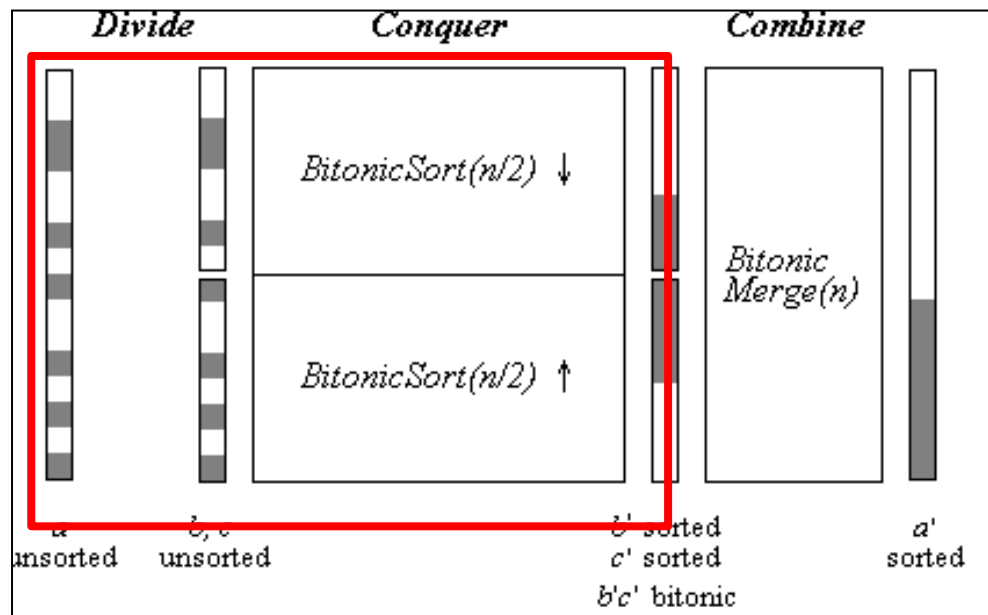 Divide Conquer Combine
BitonicSort(n/2) ↓
Bitonic
Merge(n)
BitonicSort(n/2) ↑
a b, c b' sorted a'
unsorted unsorted c' sorted sorted
b'c' bitonic